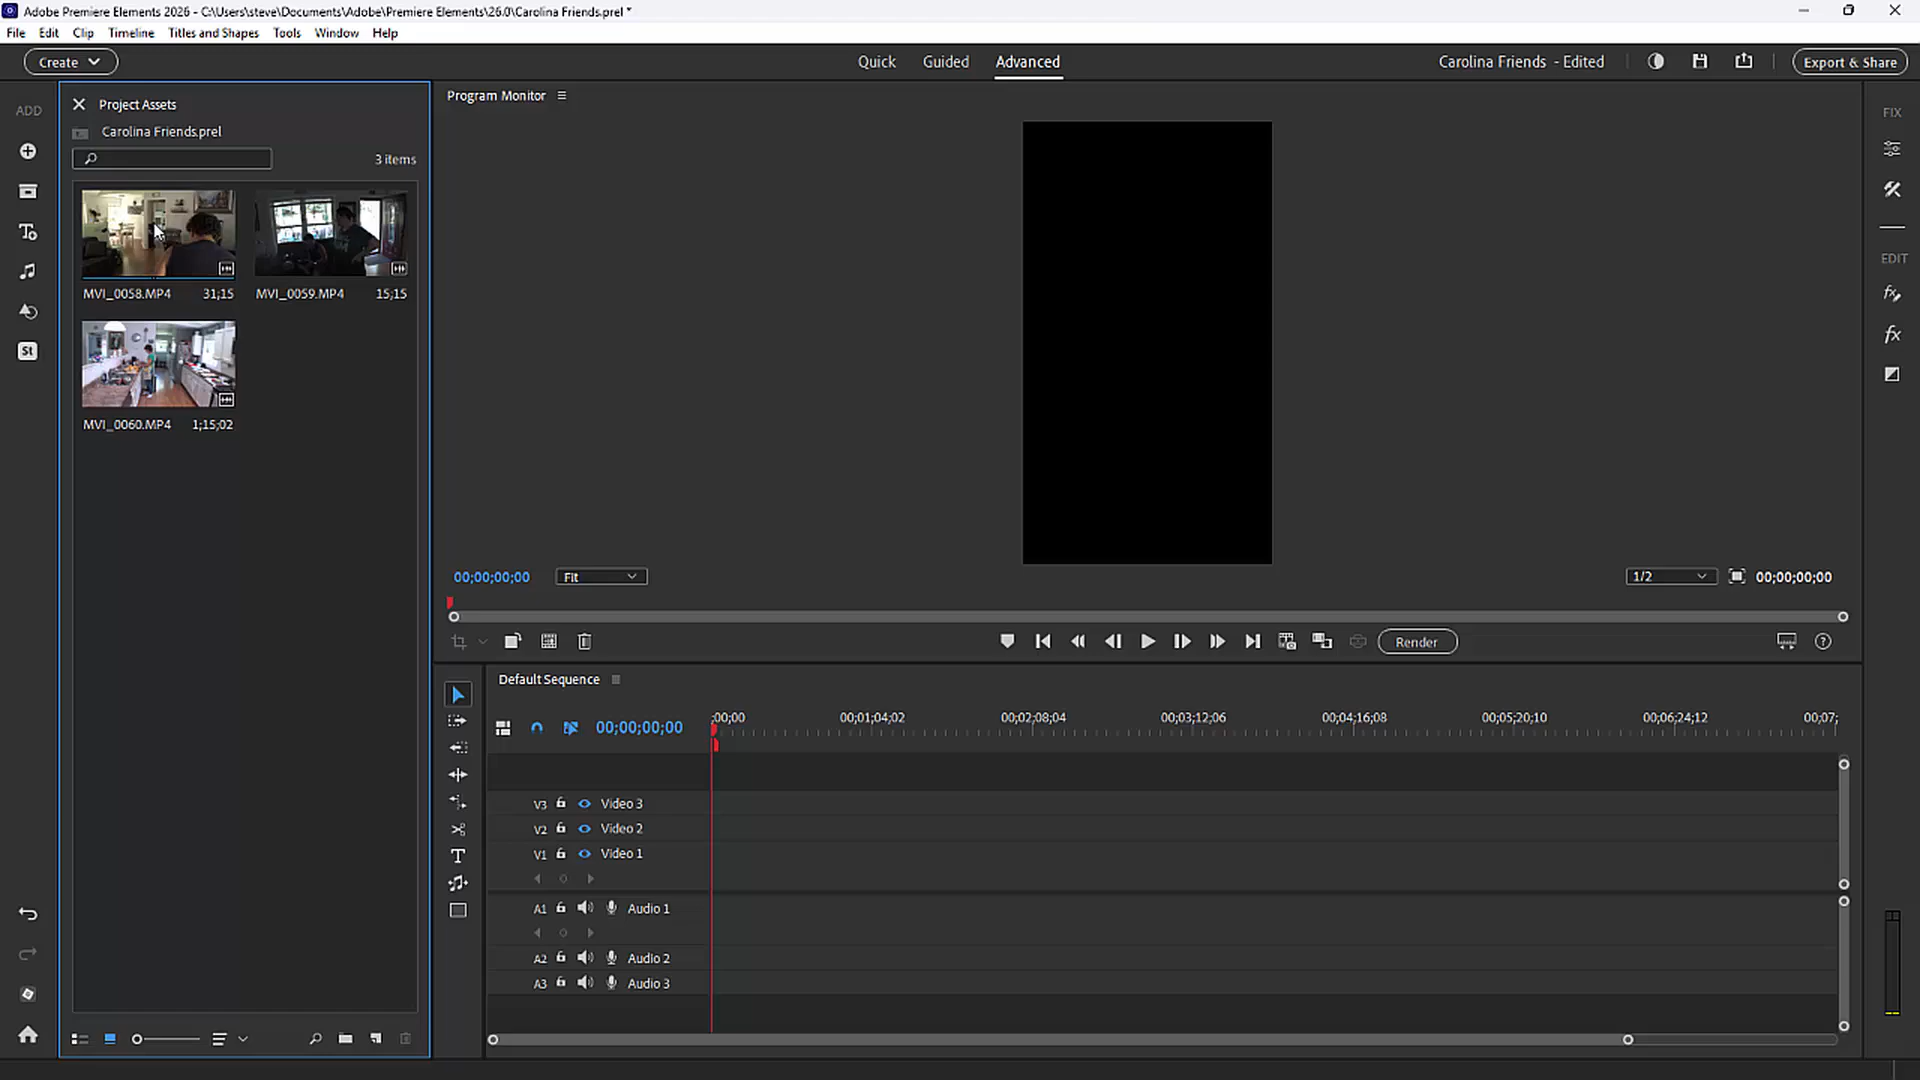 Adobe Premiere Elements 2026 - C:\Users\steve\Documents\Adobe\Premiere Elements\26.0\Carolina Friends.prel *
File Edit Clip Timeline Titles and Shapes Tools Window Help
Create Quick Guided Advanced Carolina Friends - Edited Export & Share
ADD
Project Assets
Carolina Friends.prel
3 items
MVI_0058.MP4 31;15 MVI_0059.MP4 15;15
MVI_0060.MP4 1;15;02
St
Program Monitor
FIX
EDIT
00;00;00;00 Fit 1/2 00;00;00;00
Render
Default Sequence
00;00;00;00 ;00;00 00;01;04;02 00;02;08;04 00;03;12;06 00;04;16;08 00;05;20;10 00;06;24;12 00;07;
V3 Video 3
V2 Video 2
V1 Video 1
A1 Audio 1
A2 Audio 2
A3 Audio 3